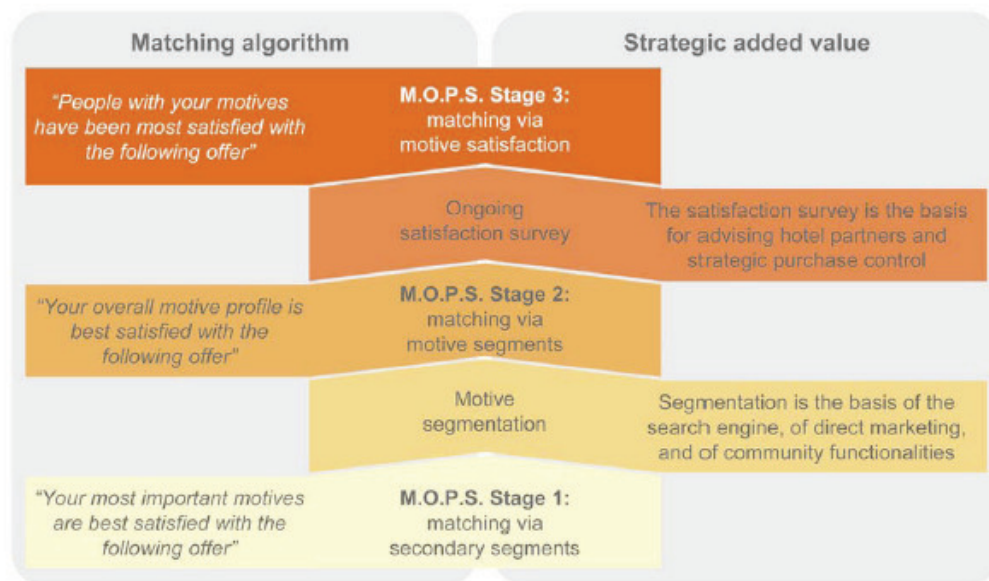 Matching algorithm
Strategic added value
"People with your motives
have been most satisfied with
the following offer"
M.O.P.S. Stage 3:
matching via
motive satisfaction
Ongoing
satisfaction survey
The satisfaction survey is the basis
for advising hotel partners and
strategic purchase control
"Your overall motive profile is
best satisfied with the
following offer"
M.O.P.S. Stage 2:
matching via
motive segments
Motive
segmentation
Segmentation is the basis of the
search engine, of direct marketing,
and of community functionalities
"Your most important motives
are best satisfied with the
following offer"
M.O.P.S. Stage 1:
matching via
secondary segments